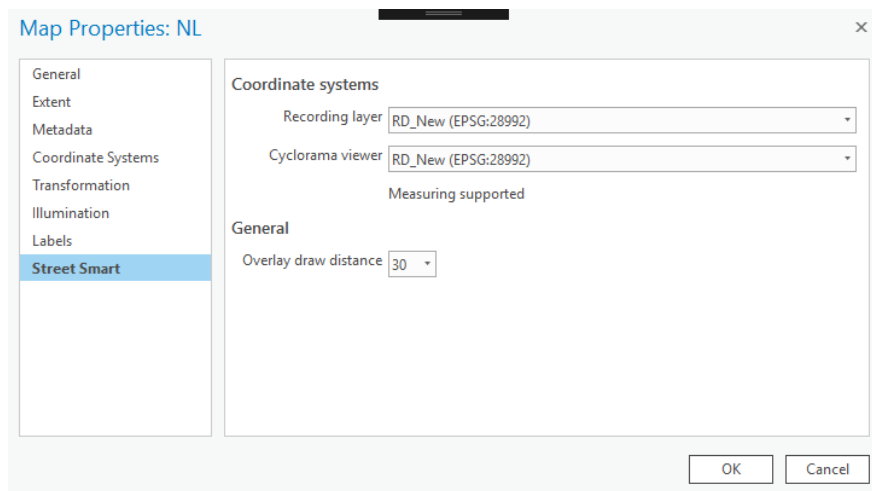 Map Properties: NL
General
Extent
Metadata
Coordinate Systems
Transformation
Illumination
Labels
Street Smart
Coordinate systems
Recording layer RD_New (EPSG:28992)
Cyclorama viewer RD_New (EPSG:28992)
Measuring supported
General
Overlay draw distance 30
OK Cancel